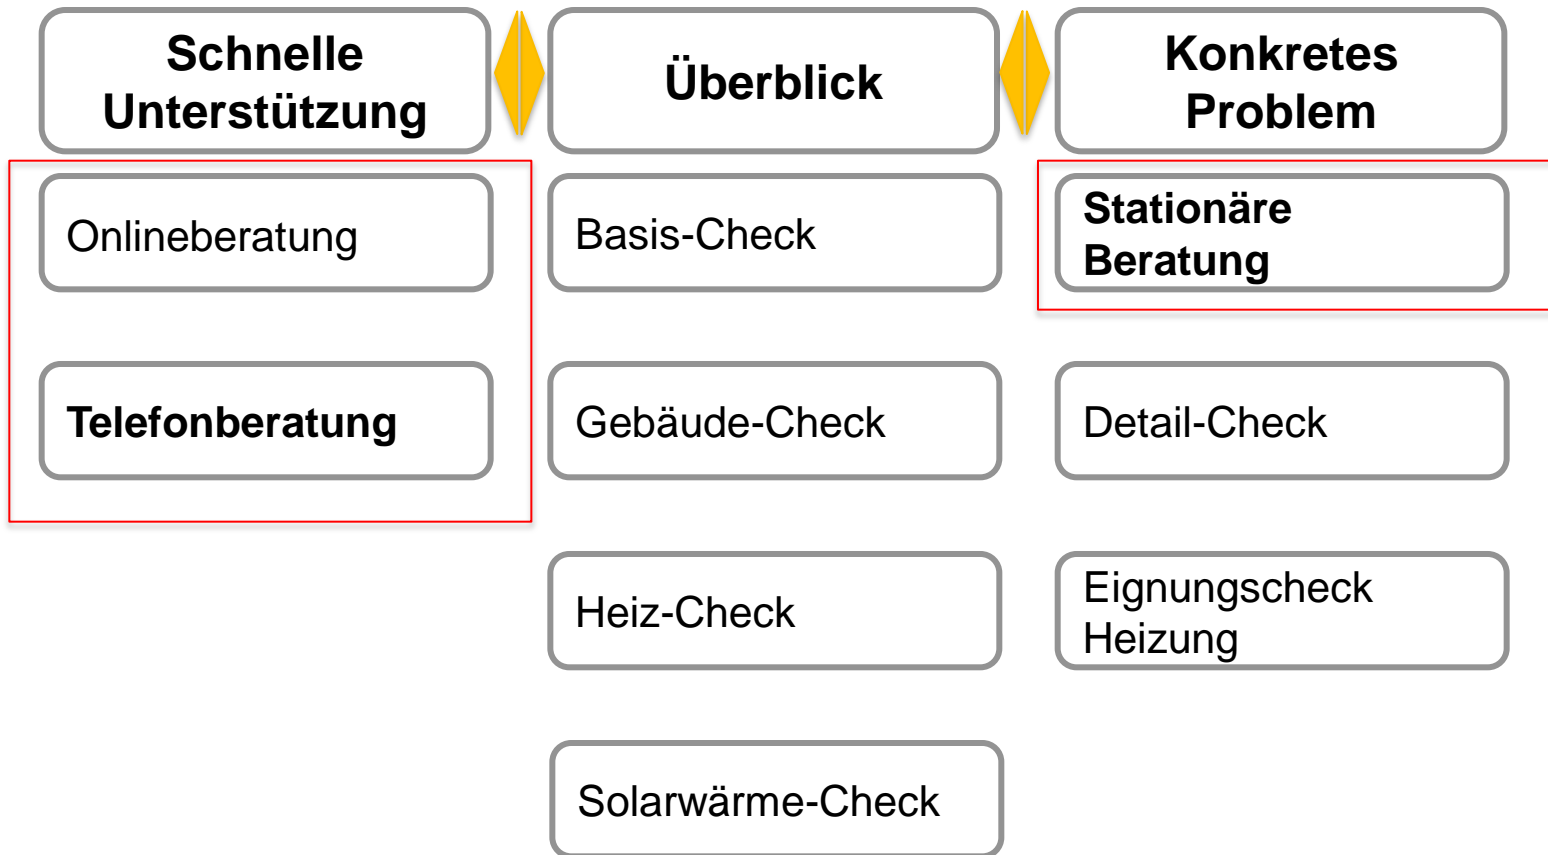 Schnelle
Unterstützung
Überblick
Konkretes
Problem
Onlineberatung
Telefonberatung
Basis-Check
Gebäude-Check
Heiz-Check
Solarwärme-Check
Stationäre
Beratung
Detail-Check
Eignungscheck
Heizung